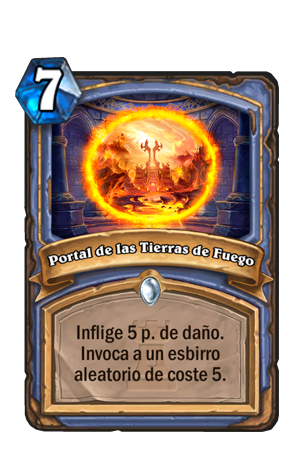 7
Portal de las Tierras de Fuego
Inflige 5 p. de daño.
Invoca a un esbirro
aleatorio de coste 5.